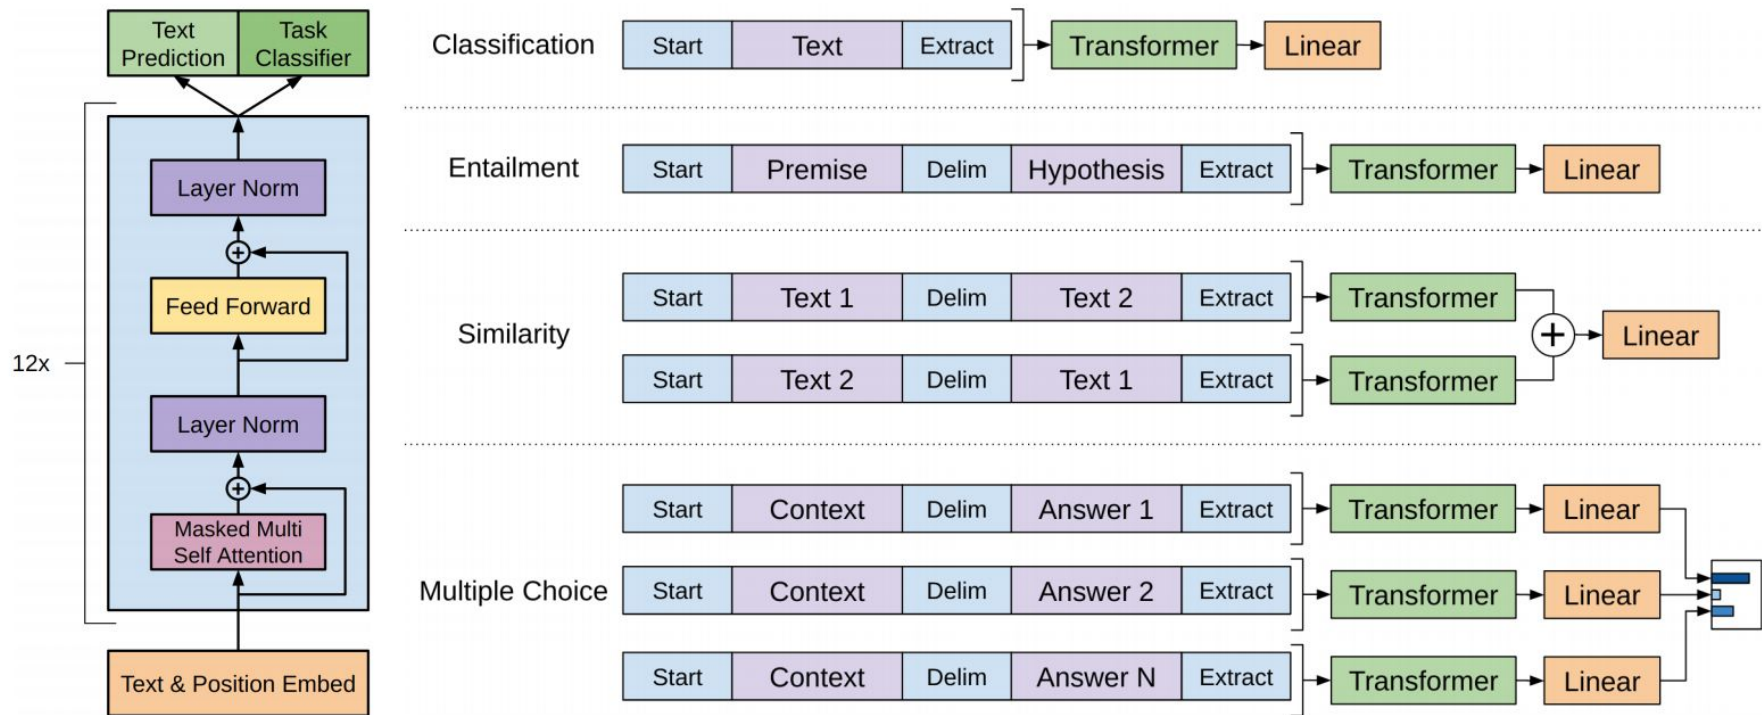 Text
Prediction
Task
Classifier
12x
Layer Norm
Feed Forward
Layer Norm
Masked Multi
Self Attention
Text & Position Embed
Classification Start Text Extract Transformer Linear
Entailment Start Premise Delim Hypothesis Extract Transformer Linear
Similarity
Start Text 1 Delim Text 2 Extract Transformer
+ Linear
Start Text 2 Delim Text 1 Extract Transformer
Multiple Choice
Start Context Delim Answer 1 Extract Transformer Linear
Start Context Delim Answer 2 Extract Transformer Linear
Start Context Delim Answer N Extract Transformer Linear